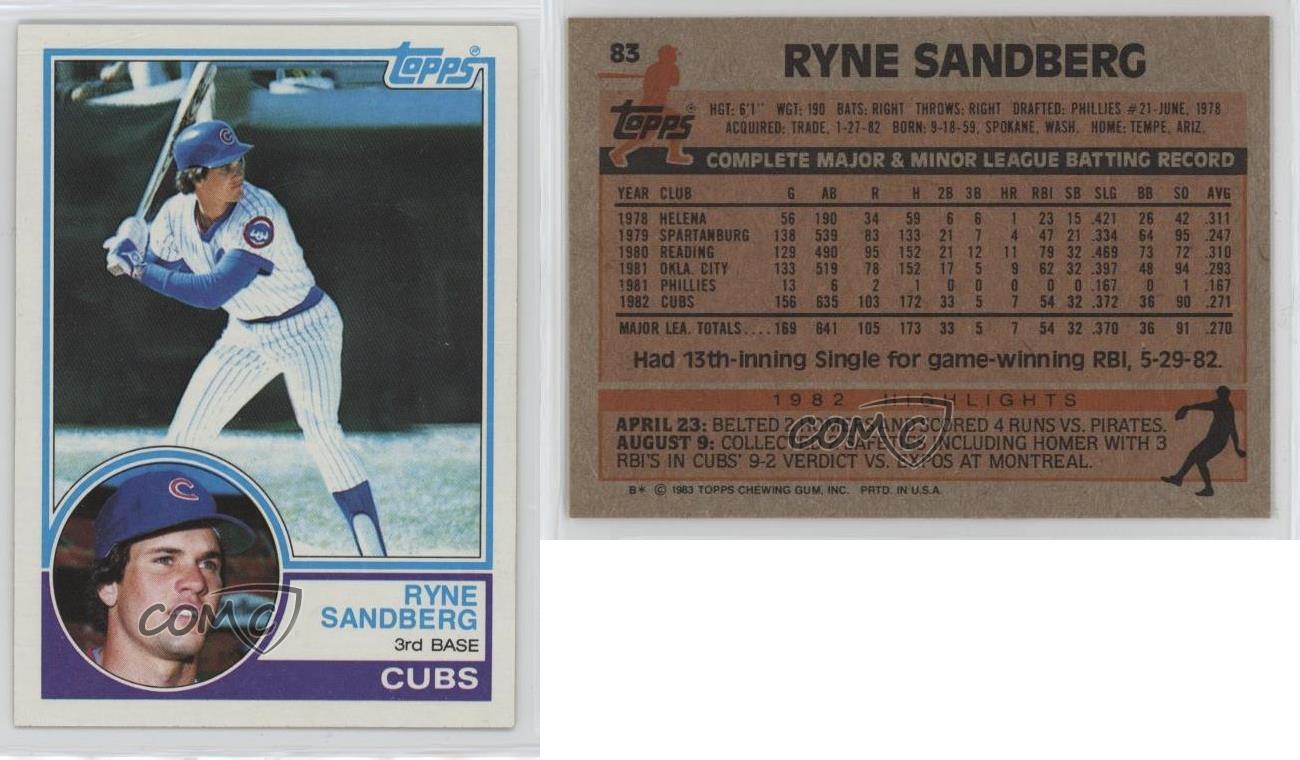 Topps®
C
C
RYNE
SANDBERG
3rd BASE
CUBS
COMC
83
RYNE SANDBERG
Topps®
HGT: 6'1" WGT: 190 BATS: RIGHT THROWS: RIGHT DRAFTED: PHILLIES #21-JUNE, 1978
ACQUIRED: TRADE, 1-27-82 BORN: 9-18-59, SPOKANE, WASH. HOME: TEMPE, ARIZ.
COMPLETE MAJOR & MINOR LEAGUE BATTING RECORD
YEAR CLUB G AB R H 2B 3B HR RBI SB SLG BB SO AVG
1978 HELENA 56 190 34 59 6 6 1 23 15 .421 26 42 .311
1979 SPARTANBURG 138 539 83 133 21 7 4 47 21 .334 64 95 .247
1980 READING 129 490 95 152 21 12 11 79 32 .469 73 72 .310
1981 OKLA. CITY 133 519 78 152 17 5 9 62 32 .397 48 94 .293
1981 PHILLIES 13 6 2 1 0 0 0 0 0 .167 0 1 .167
1982 CUBS 156 635 103 172 33 5 7 54 32 .372 36 90 .271
MAJOR LEA. TOTALS.... 169 641 105 173 33 5 7 54 32 .370 36 91 .270
Had 13th-inning Single for game-winning RBI, 5-29-82.
1982 HIGHLIGHTS
APRIL 23: BELTED 2 SCORED 4 RUNS VS. PIRATES.
AUGUST 9: INCLUDING HOMER WITH 3
RBI'S IN CUBS' 9-2 VERDICT VS. EXPOS AT MONTREAL.
COMC
B* © 1983 TOPPS CHEWING GUM, INC. PRTD. IN U.S.A.